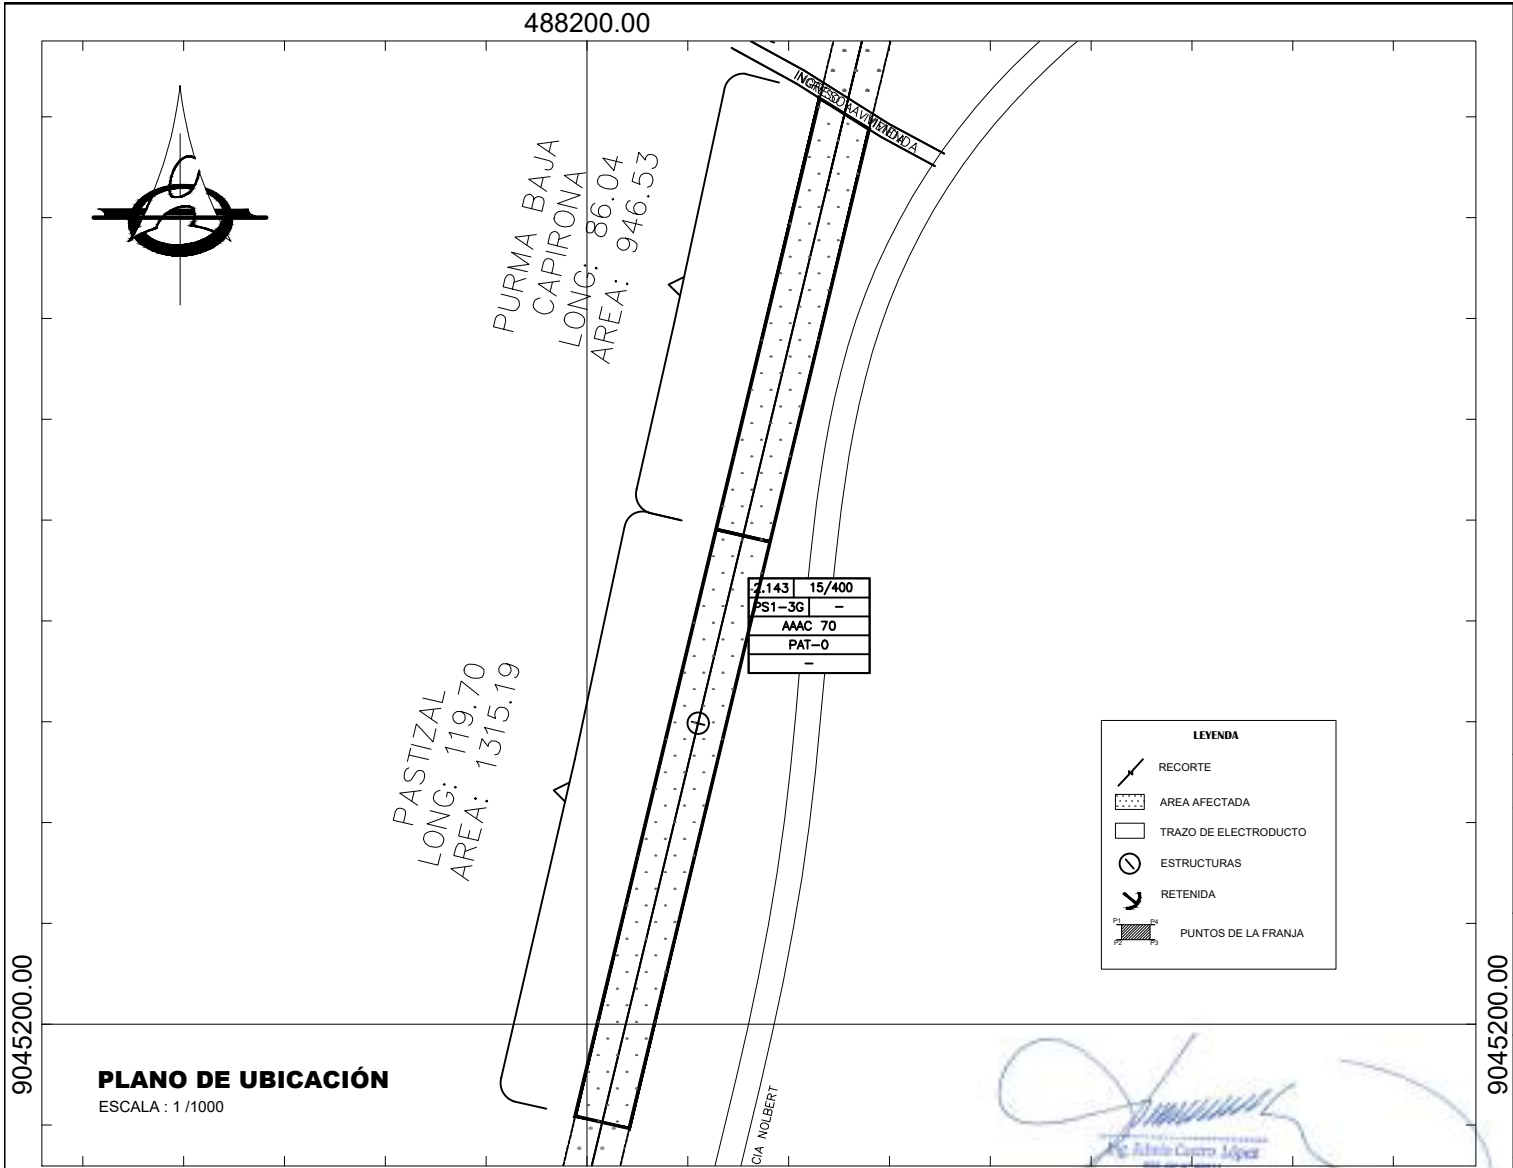 488200.00
INGRESO A VIVIENDA
PURMA BAJA
CAPIRONA
LONG: 86.04
AREA: 946.53
2.143 15/400
PS1-3G -
AAAC 70
PAT-0
-
PASTIZAL
LONG: 119.70
AREA: 1315.19
LEYENDA
RECORTE
AREA AFECTADA
TRAZO DE ELECTRODUCTO
ESTRUCTURAS
RETENIDA
P1 P4
P2 P3
PUNTOS DE LA FRANJA
9045200.00
9045200.00
PLANO DE UBICACIÓN
ESCALA : 1 /1000
CIA NOLBERT
Castro López